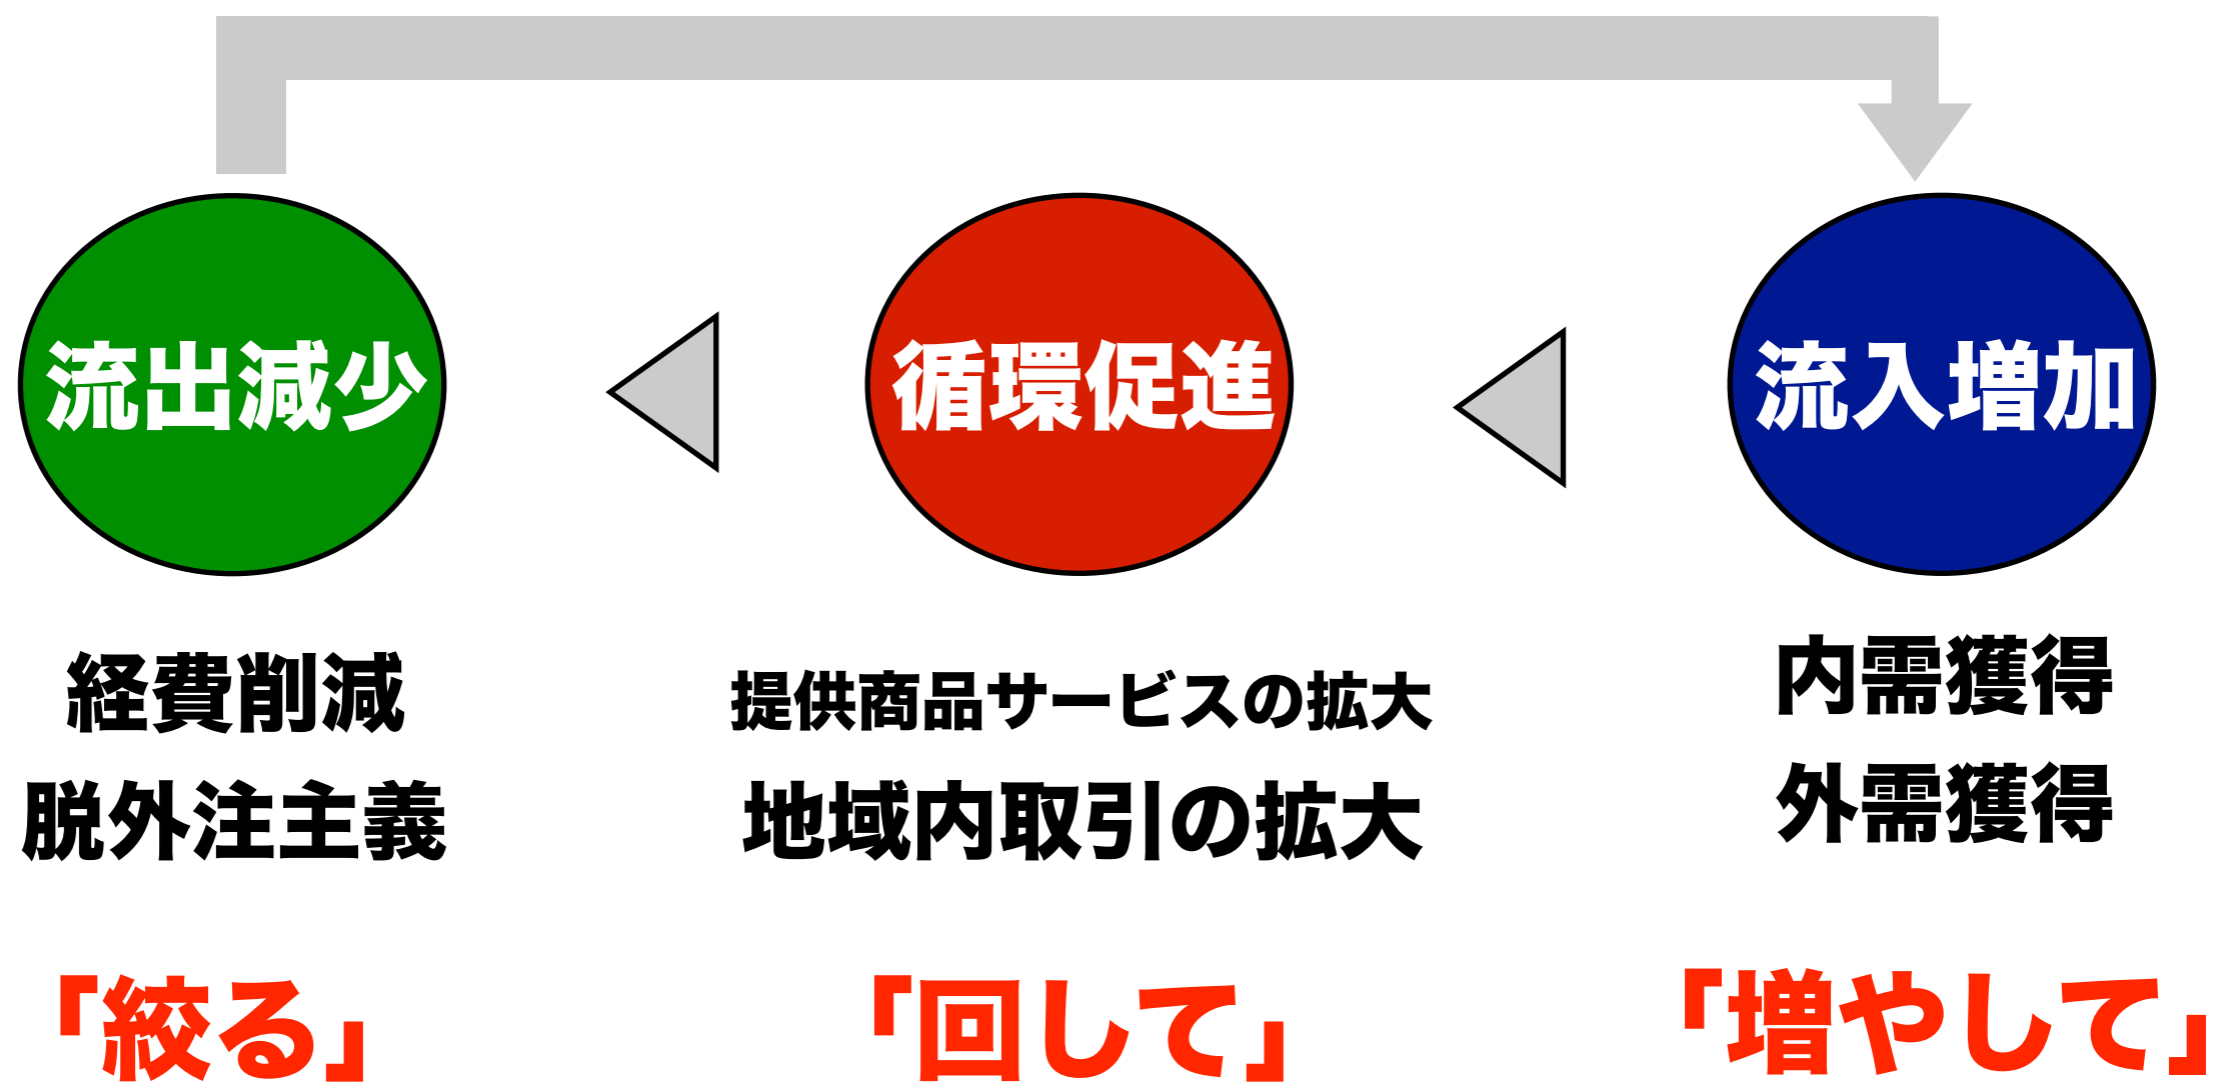 流出減少
循環促進
流入増加
経費削減
脱外注主義
提供商品サービスの拡大
地域内取引の拡大
内需獲得
外需獲得
「絞る」
「回して」
「増やして」